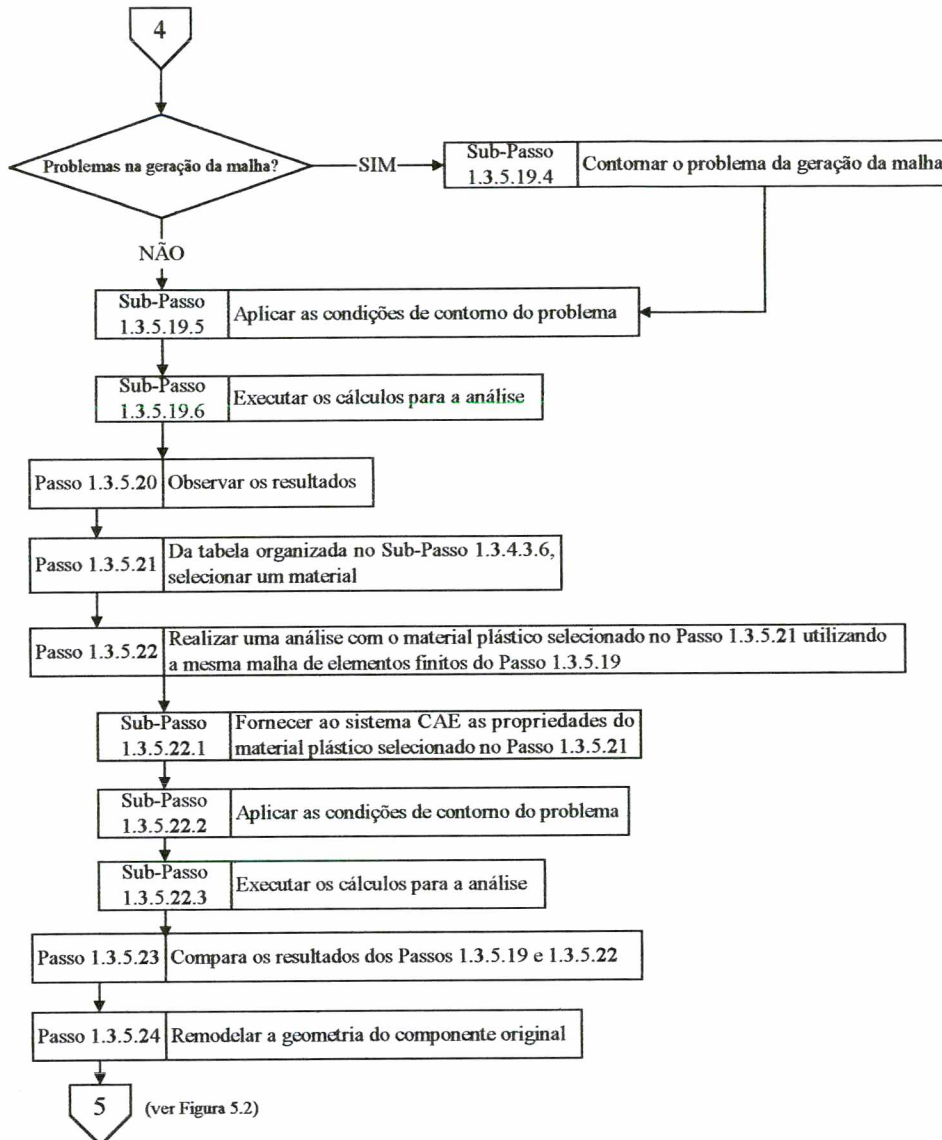 4
Problemas na geração da malha?
SIM
Sub-Passo
1.3.5.19.4
Contornar o problema da geração da malha
NÃO
Sub-Passo
1.3.5.19.5
Aplicar as condições de contorno do problema
Sub-Passo
1.3.5.19.6
Executar os cálculos para a análise
Passo 1.3.5.20
Observar os resultados
Passo 1.3.5.21
Da tabela organizada no Sub-Passo 1.3.4.3.6,
selecionar um material
Passo 1.3.5.22
Realizar uma análise com o material plástico selecionado no Passo 1.3.5.21 utilizando
a mesma malha de elementos finitos do Passo 1.3.5.19
Sub-Passo
1.3.5.22.1
Fornecer ao sistema CAE as propriedades do
material plástico selecionado no Passo 1.3.5.21
Sub-Passo
1.3.5.22.2
Aplicar as condições de contorno do problema
Sub-Passo
1.3.5.22.3
Executar os cálculos para a análise
Passo 1.3.5.23
Compara os resultados dos Passos 1.3.5.19 e 1.3.5.22
Passo 1.3.5.24
Remodelar a geometria do componente original
5
(ver Figura 5.2)